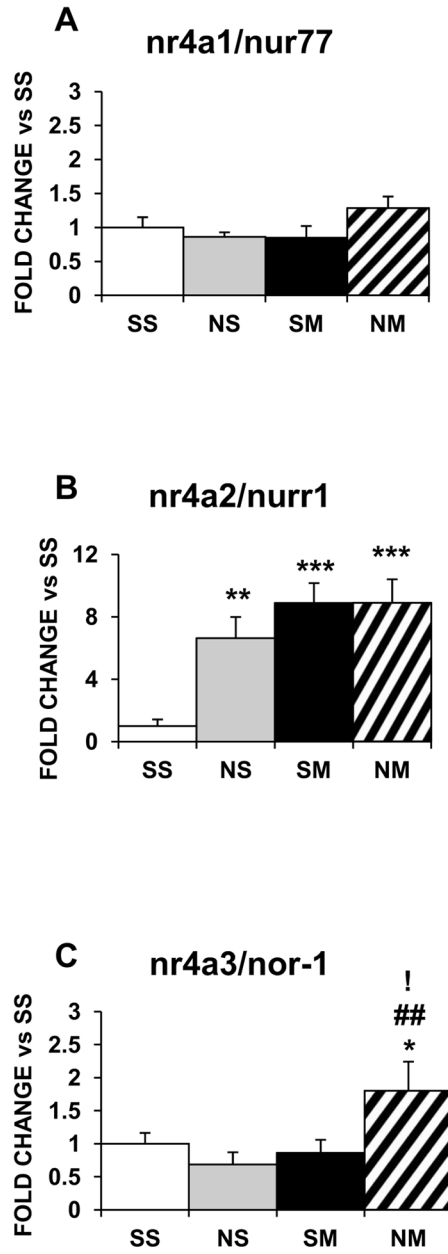 A
nr4a1/nur77
FOLD CHANGE vs SS
3
2.5
2
1.5
1
0.5
0
SS NS SM NM
B
nr4a2/nurr1
FOLD CHANGE vs SS
12
8
4
0
** *** ***
SS NS SM NM
C
nr4a3/nor-1
FOLD CHANGE vs SS
3
2.5
2
1.5
1
0.5
0
!
##
*
SS NS SM NM